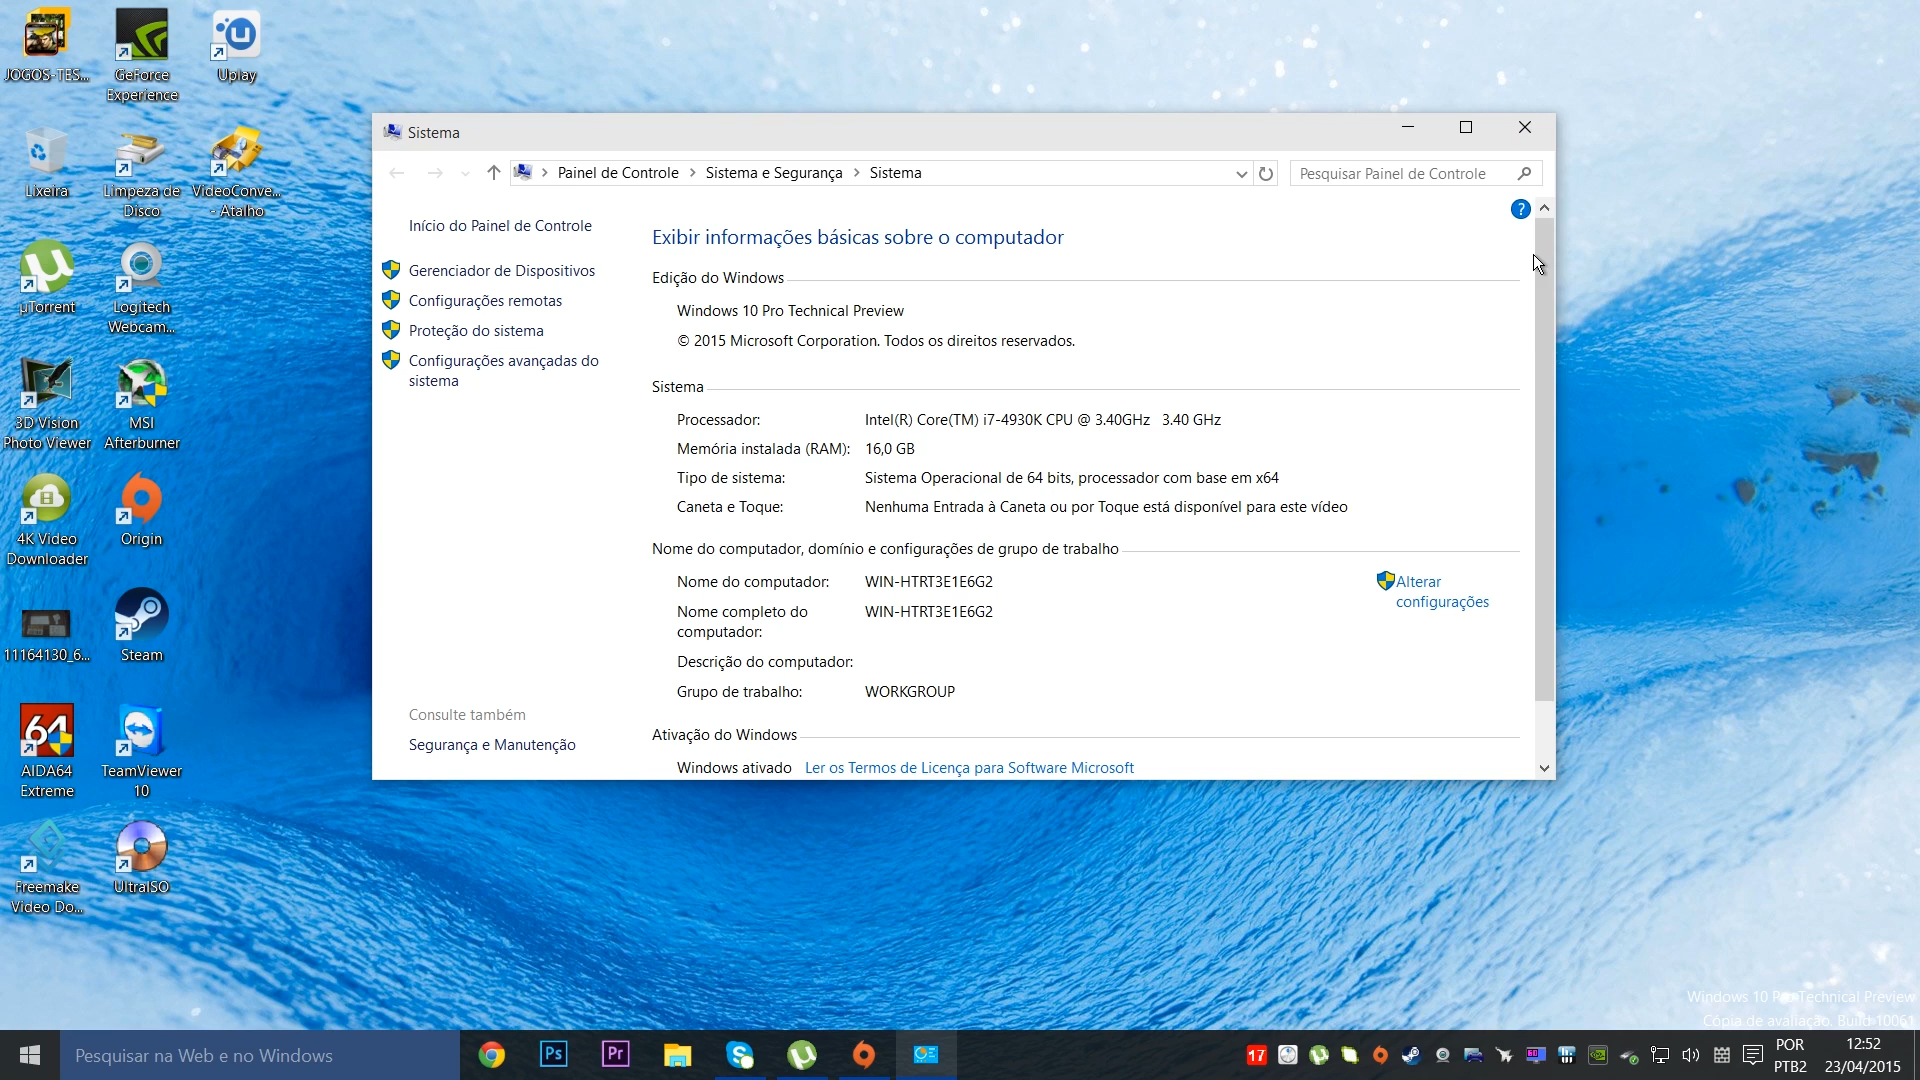 JOGOS-TES...
GeForce
Experience
Uplay
Lixeira
Limpeza de
Disco
VideoConve...
- Atalho
µTorrent
Logitech
Webcam...
3D Vision
Photo Viewer
MSI
Afterburner
4K Video
Downloader
Origin
11164130_6...
Steam
64
AIDA64
Extreme
TeamViewer
10
Freemake
Video Do...
UltraISO
Sistema
Painel de Controle
Sistema e Segurança
Sistema
Pesquisar Painel de Controle
Início do Painel de Controle
Gerenciador de Dispositivos
Configurações remotas
Proteção do sistema
Configurações avançadas do
sistema
Consulte também
Segurança e Manutenção
?
Exibir informações básicas sobre o computador
Edição do Windows
Windows 10 Pro Technical Preview
© 2015 Microsoft Corporation. Todos os direitos reservados.
Sistema
Processador: Intel(R) Core(TM) i7-4930K CPU @ 3.40GHz 3.40 GHz
Memória instalada (RAM): 16,0 GB
Tipo de sistema: Sistema Operacional de 64 bits, processador com base em x64
Caneta e Toque: Nenhuma Entrada à Caneta ou por Toque está disponível para este vídeo
Nome do computador, domínio e configurações de grupo de trabalho
Nome do computador: WIN-HTRT3E1E6G2
Alterar
configurações
Nome completo do
computador: WIN-HTRT3E1E6G2
Descrição do computador:
Grupo de trabalho: WORKGROUP
Ativação do Windows
Windows ativado Ler os Termos de Licença para Software Microsoft
Windows 10 Pro Technical Preview
Cópia de avaliação. Build 10061
Pesquisar na Web e no Windows
Ps
Pr
17
POR
PTB2
12:52
23/04/2015